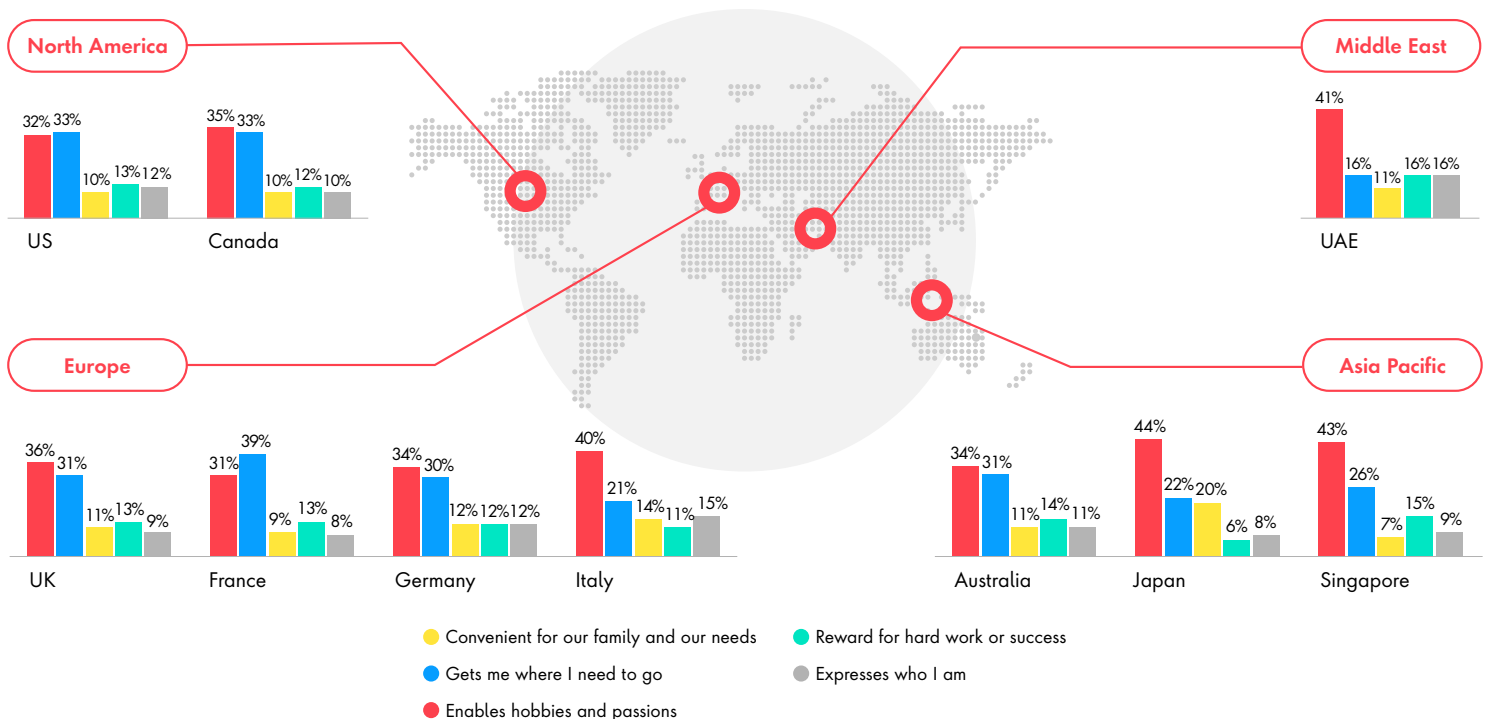 North America
32% 33% 10% 13% 12%
US
35% 33% 10% 12% 10%
Canada
Middle East
41% 16% 11% 16% 16%
UAE
Europe
36% 31% 11% 13% 9%
UK
31% 39% 9% 13% 8%
France
34% 30% 12% 12% 12%
Germany
40% 21% 14% 11% 15%
Italy
Asia Pacific
34% 31% 11% 14% 11%
Australia
44% 22% 20% 6% 8%
Japan
43% 26% 7% 15% 9%
Singapore
Convenient for our family and our needs
Gets me where I need to go
Enables hobbies and passions
Reward for hard work or success
Expresses who I am